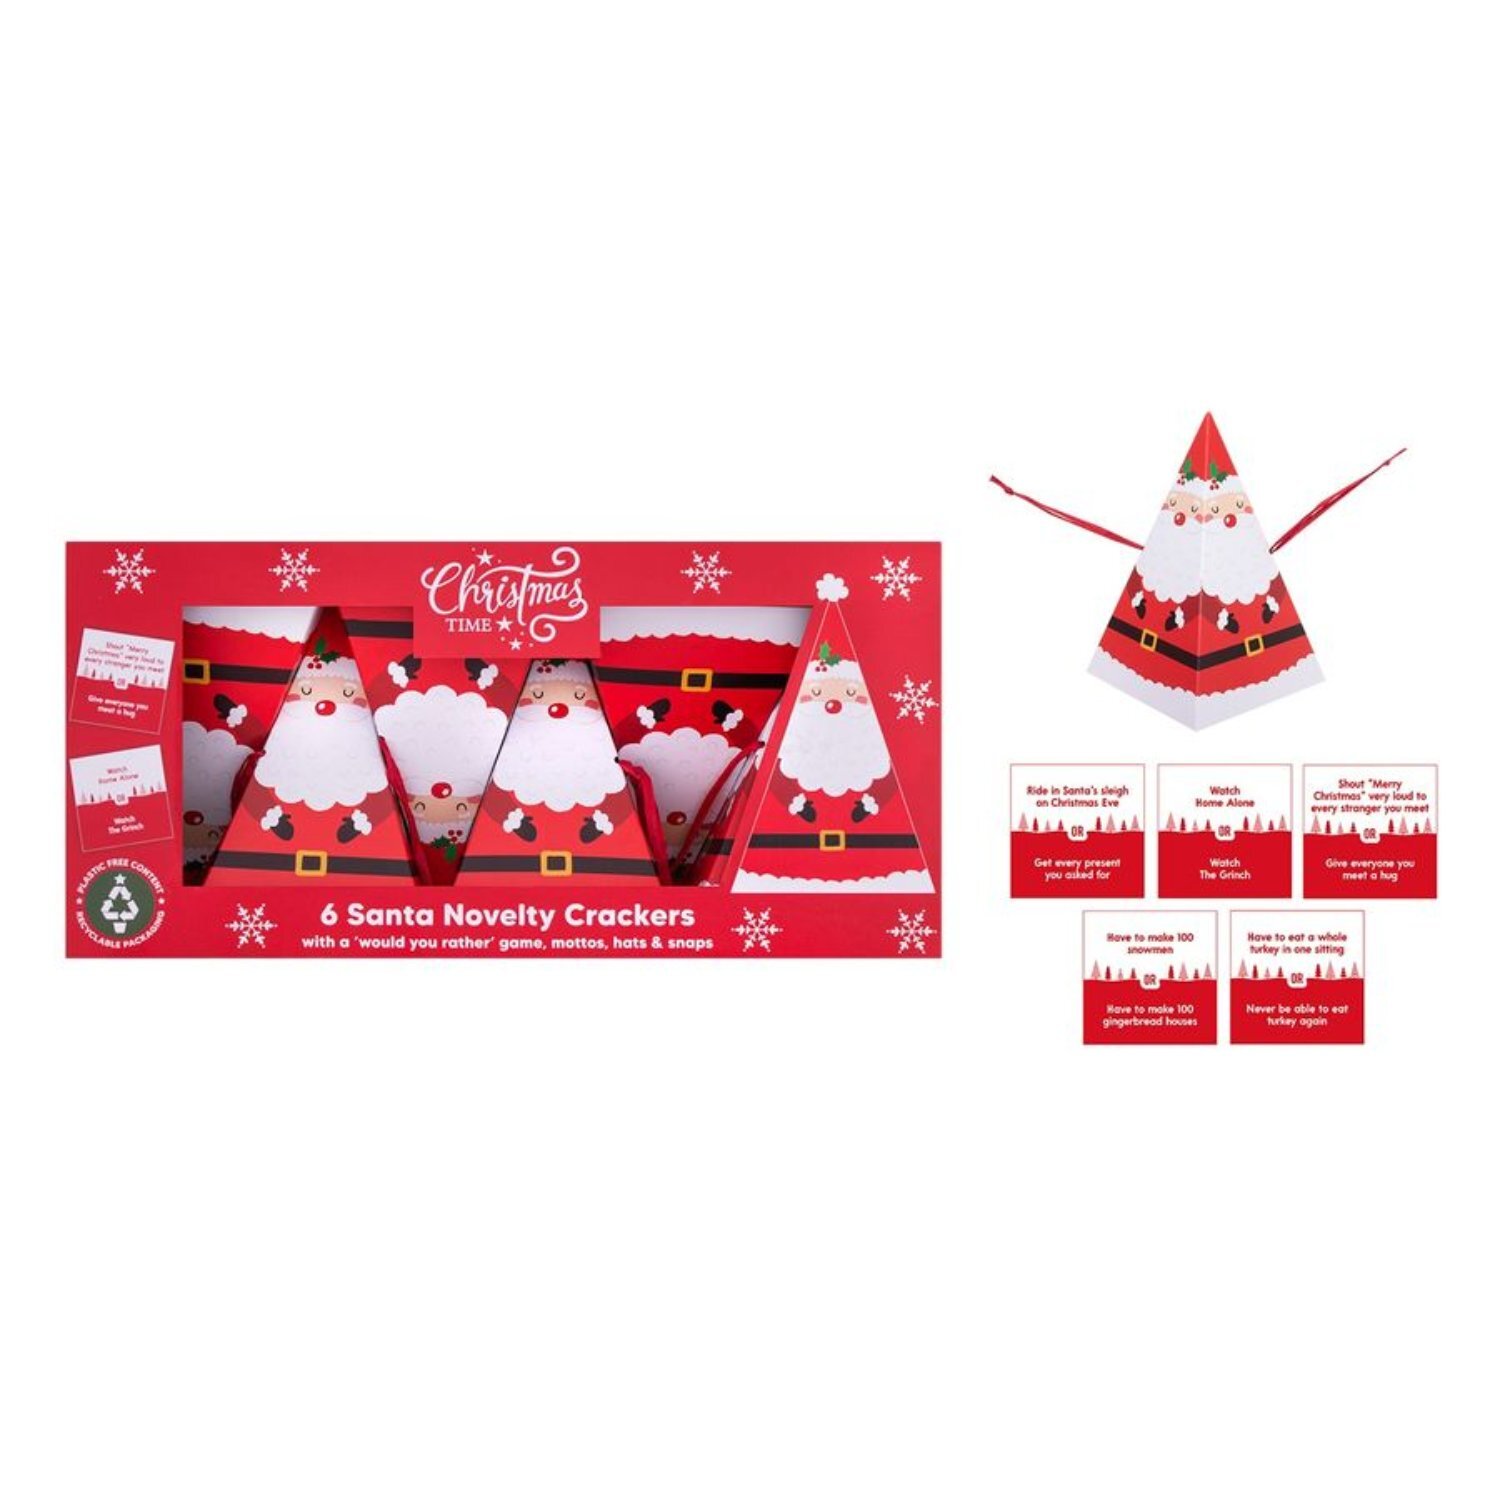 Christmas
TIME
Shout "Merry
Christmas" very loud to
every stranger you meet
OR
Give everyone you
meet a hug
Watch
Home Alone
OR
Watch
The Grinch
PLASTIC FREE CONTENT
RECYCLABLE PACKAGING
6 Santa Novelty Crackers
with a 'would you rather' game, mottos, hats & snaps
Ride in Santa's sleigh
on Christmas Eve
OR
Get every present
you asked for
Watch
Home Alone
OR
Watch
The Grinch
Shout "Merry
Christmas" very loud to
every stranger you meet
OR
Give everyone you
meet a hug
Have to make 100
snowmen
OR
Have to make 100
gingerbread houses
Have to eat a whole
turkey in one sitting
OR
Never be able to eat
turkey again